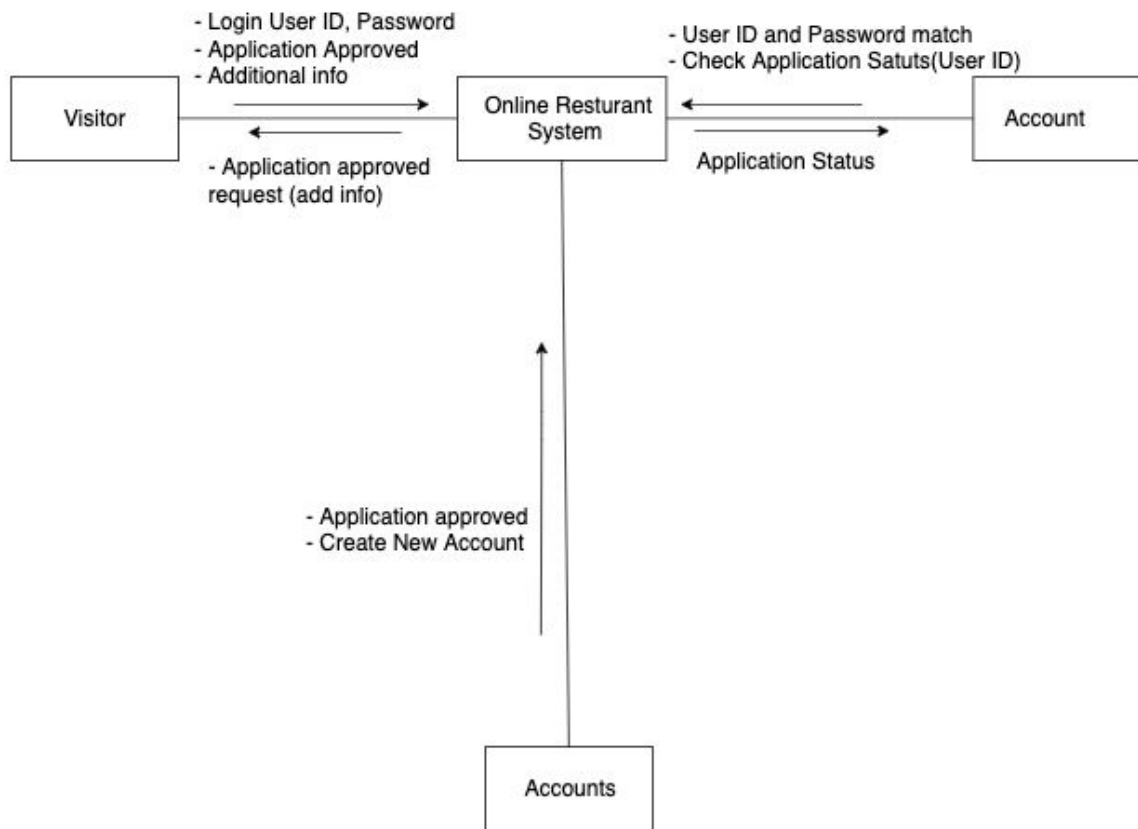 - Login User ID, Password
- Application Approved
- Additional info
- User ID and Password match
- Check Application Satuts(User ID)
Visitor
Online Resturant
System
Account
- Application approved
request (add info)
Application Status
- Application approved
- Create New Account
Accounts